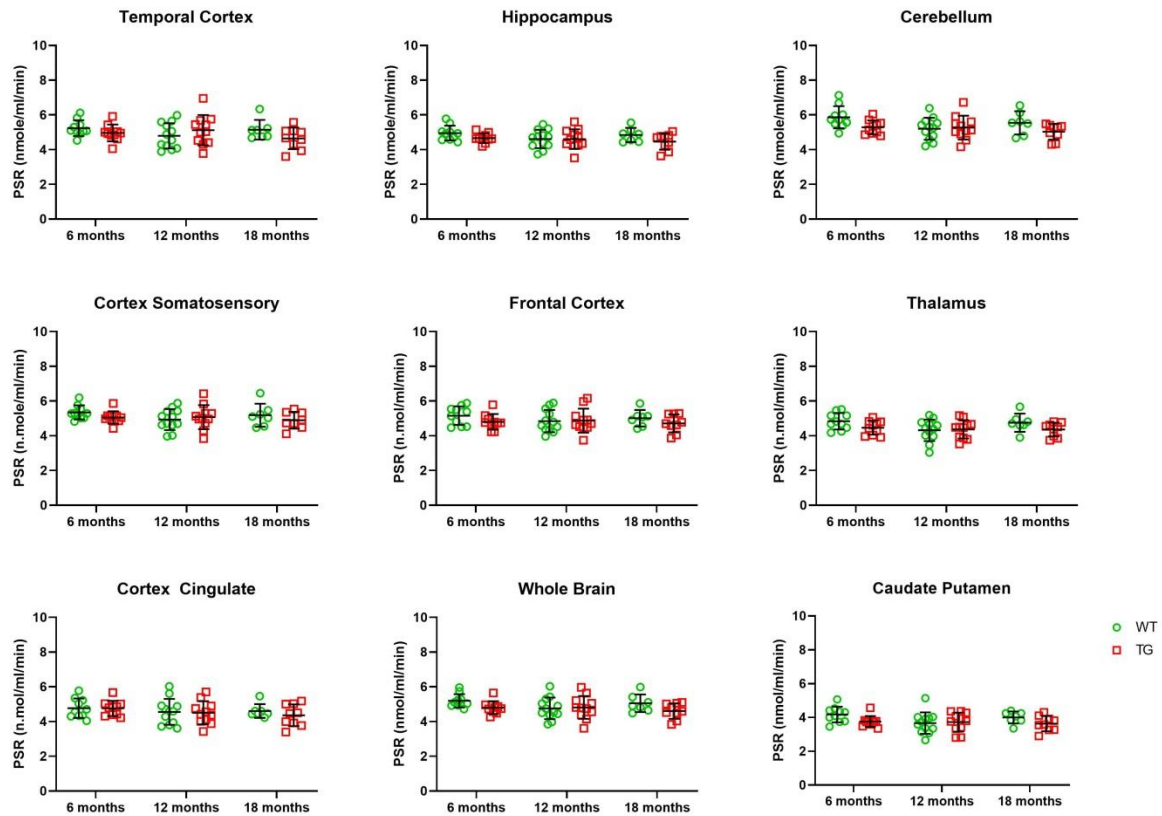 Temporal Cortex
PSR (nmole/ml/min)
10
8
6
4
2
0
6 months 12 months 18 months
Hippocampus
PSR (nmole/ml/min)
10
8
6
4
2
0
6 months 12 months 18 months
Cerebellum
PSR (nmol/ml/min)
10
8
6
4
2
0
6 months 12 months 18 months
Cortex Somatosensory
PSR (n.mole/ml/min)
10
8
6
4
2
0
6 months 12 months 18 months
Frontal Cortex
PSR (n.mole/ml/min)
10
8
6
4
2
0
6 months 12 months 18 months
Thalamus
PSR (n.mole/ml/min)
10
8
6
4
2
0
6 months 12 months 18 months
Cortex Cingulate
PSR (n.mole/ml/min)
10
8
6
4
2
0
6 months 12 months 18 months
Whole Brain
PSR (nmol/ml/min)
10
8
6
4
2
0
6 months 12 months 18 months
Caudate Putamen
PSR (nmol/ml/min)
10
8
6
4
2
0
6 months 12 months 18 months
WT
TG